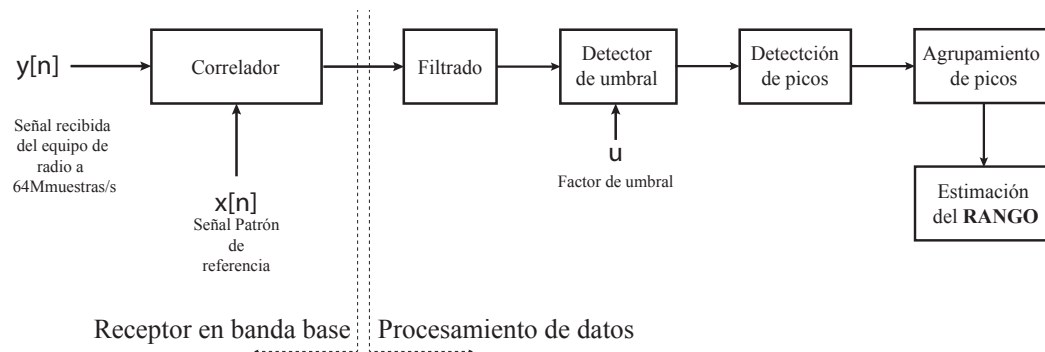 y[n]
Señal recibida
del equipo de
radio a
64Mmuestras/s
Correlador
x[n]
Señal Patrón
de
referencia
Filtrado
Detector
de umbral
u
Factor de umbral
Detectción
de picos
Agrupamiento
de picos
Estimación
del RANGO
Receptor en banda base
Procesamiento de datos